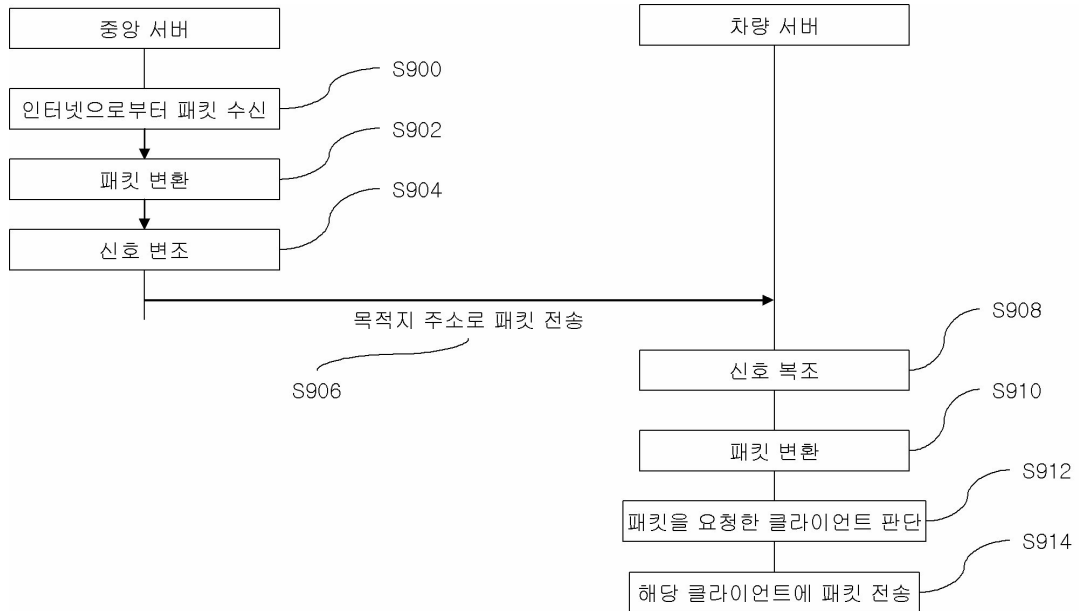 중앙 서버
차량 서버
S900
인터넷으로부터 패킷 수신
S902
패킷 변환
S904
신호 변조
목적지 주소로 패킷 전송
S906
S908
신호 복조
S910
패킷 변환
S912
패킷을 요청한 클라이언트 판단
S914
해당 클라이언트에 패킷 전송